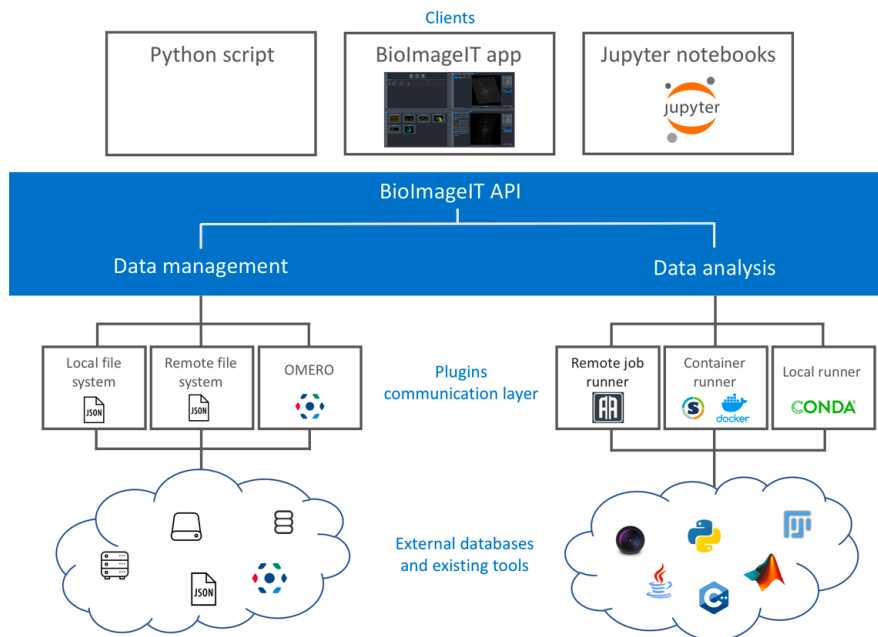 Clients
Python script
BioImageIT app
Jupyter notebooks
jupyter
BioImageIT API
Data management
Data analysis
Local file
system
JSON
Remote file
system
JSON
OMERO
Plugins
communication layer
Remote job
runner
Container
runner
S
docker
Local runner
CONDA
External databases
and existing tools
JSON
Java
C++